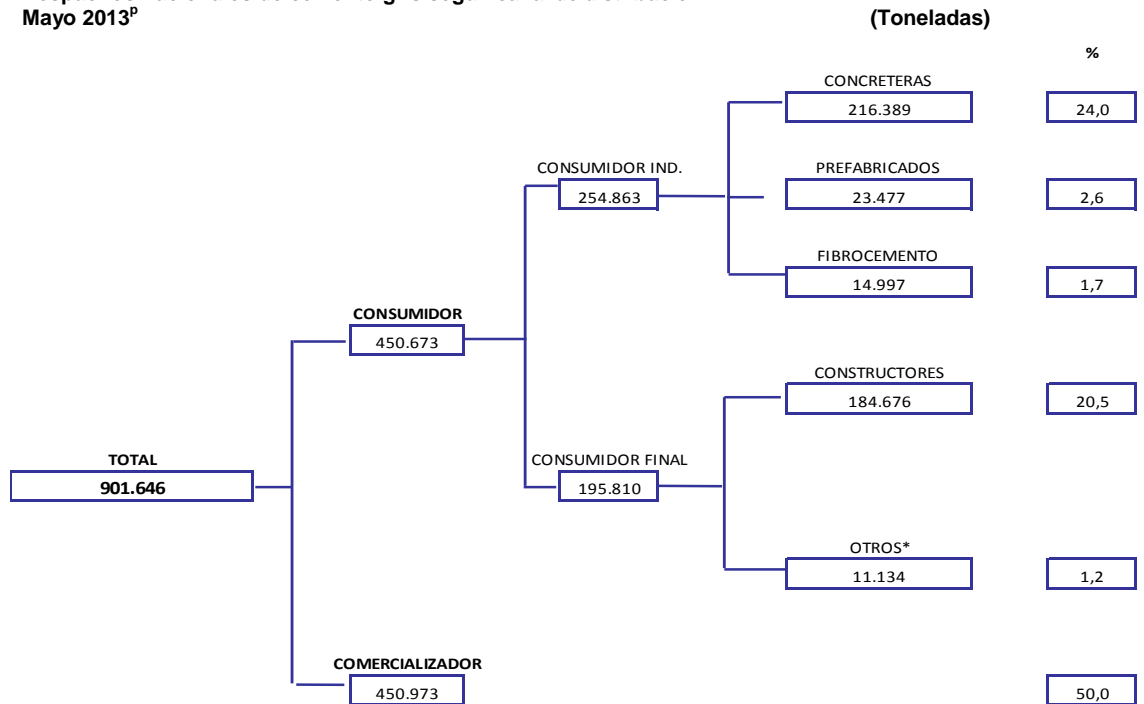 Mayo 2013p (Toneladas)
%
CONCRETERAS
216.389 24,0
CONSUMIDOR IND. PREFABRICADOS
254.863 23.477 2,6
FIBROCEMENTO
14.997 1,7
CONSUMIDOR
450.673
CONSTRUCTORES
184.676 20,5
TOTAL CONSUMIDOR FINAL
901.646 195.810
OTROS*
11.134 1,2
COMERCIALIZADOR
450.973 50,0